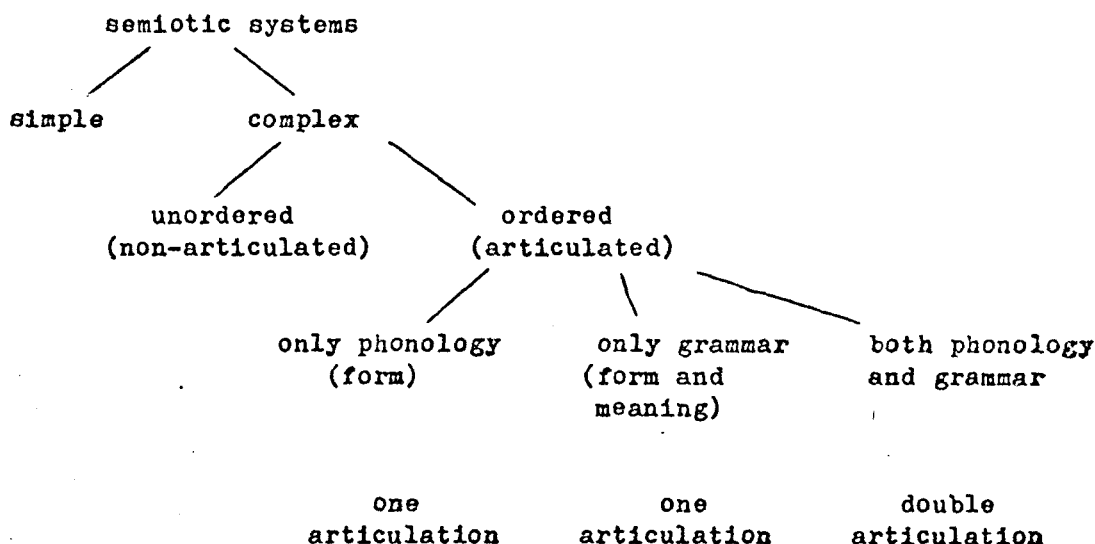 semiotic systems
simple complex
unordered ordered
(non-articulated) (articulated)
only phonology only grammar both phonology
(form) (form and and grammar
meaning)
one one double
articulation articulation articulation